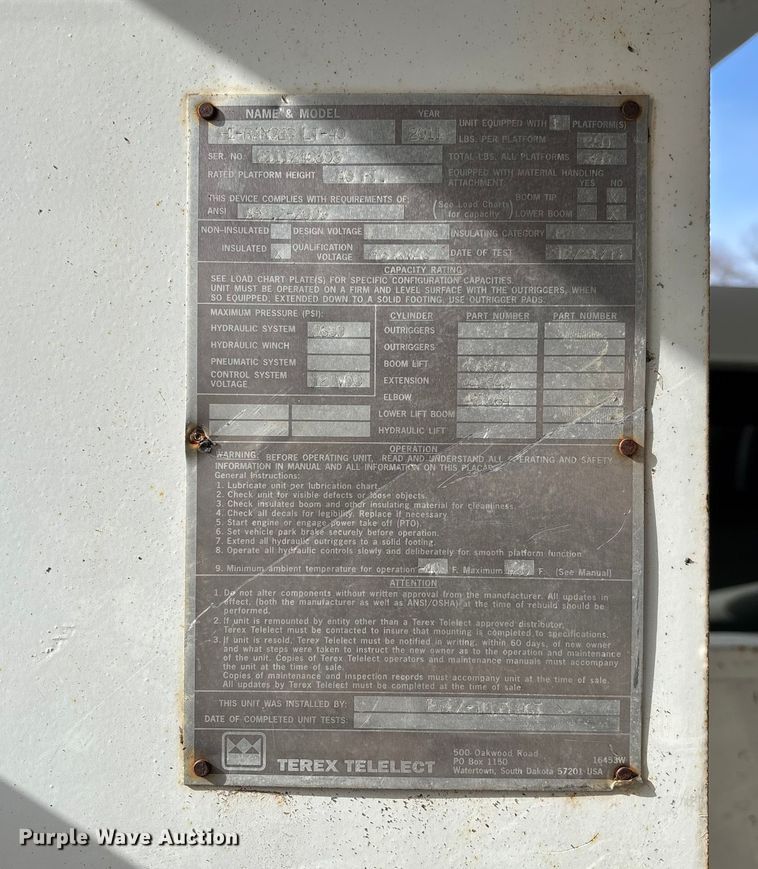 NAME & MODEL YEAR
HI-RANGER LT-40 2011 UNIT EQUIPPED WITH 1 PLATFORM(S)
LBS. PER PLATFORM
SER. NO. TOTAL LBS. ALL PLATFORMS
RATED PLATFORM HEIGHT EQUIPPED WITH MATERIAL HANDLING
ATTACHMENT YES NO
THIS DEVICE COMPLIES WITH REQUIREMENTS OF: (See Load Charts BOOM TIP
ANSI for capacity) LOWER BOOM X
NON-INSULATED DESIGN VOLTAGE INSULATING CATEGORY
INSULATED X QUALIFICATION VOLTAGE DATE OF TEST
CAPACITY RATING
SEE LOAD CHART PLATE(S) FOR SPECIFIC CONFIGURATION CAPACITIES.
UNIT MUST BE OPERATED ON A FIRM AND LEVEL SURFACE WITH THE OUTRIGGERS, WHEN
SO EQUIPPED, EXTENDED DOWN TO A SOLID FOOTING. USE OUTRIGGER PADS.
MAXIMUM PRESSURE (PSI): CYLINDER PART NUMBER PART NUMBER
HYDRAULIC SYSTEM OUTRIGGERS
HYDRAULIC WINCH OUTRIGGERS
PNEUMATIC SYSTEM BOOM LIFT
CONTROL SYSTEM VOLTAGE EXTENSION
ELBOW
LOWER LIFT BOOM
HYDRAULIC LIFT
OPERATION
WARNING: BEFORE OPERATING UNIT, READ AND UNDERSTAND ALL OPERATING AND SAFETY
INFORMATION IN MANUAL AND ALL INFORMATION ON THIS PLACARD.
General Instructions:
1. Lubricate unit per lubrication chart.
2. Check unit for visible defects or loose objects.
3. Check insulated boom and other insulating material for cleanliness.
4. Check all decals for legibility. Replace if necessary.
5. Start engine or engage power take off (PTO).
6. Set vehicle park brake securely before operation.
7. Extend all hydraulic outriggers to a solid footing.
8. Operate all hydraulic controls slowly and deliberately for smooth platform function.
9. Minimum ambient temperature for operation F. Maximum F. (See Manual)
ATTENTION
1. Do not alter components without written approval from the manufacturer. All updates in
effect, (both the manufacturer as well as ANSI/OSHA) at the time of rebuild should be
performed.
2. If unit is remounted by entity other than a Terex Telelect approved distributor,
Terex Telelect must be contacted to insure that mounting is completed to specifications.
3. If unit is resold, Terex Telelect must be notified in writing, within 60 days, of new owner
and what steps were taken to instruct the new owner as to the operation and maintenance
of the unit. Copies of Terex Telelect operators and maintenance manuals must accompany
the unit at the time of sale.
Copies of maintenance and inspection records must accompany unit at the time of sale.
All updates by Terex Telelect must be completed at the time of sale.
THIS UNIT WAS INSTALLED BY:
DATE OF COMPLETED UNIT TESTS:
TEREX TELELECT
500 Oakwood Road
PO Box 1150
Watertown, South Dakota 57201 USA
16453W
Purple Wave Auction